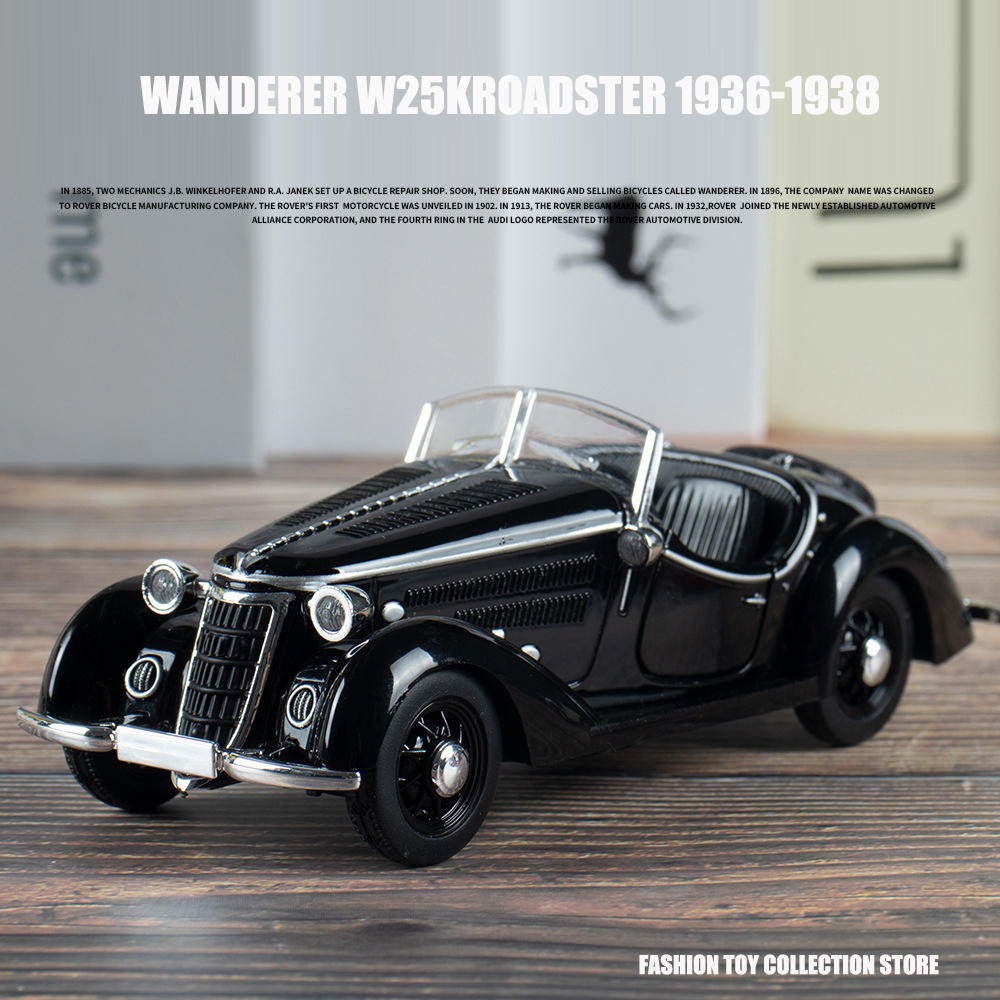 WANDERER W25KROADSTER 1936-1938
IN 1885, TWO MECHANICS J.B. WINKELHOFER AND R.A. JANEK SET UP A BICYCLE REPAIR SHOP. SOON, THEY BEGAN MAKING AND SELLING BICYCLES CALLED WANDERER. IN 1896, THE COMPANY NAME WAS CHANGED
TO ROVER BICYCLE MANUFACTURING COMPANY. THE ROVER'S FIRST MOTORCYCLE WAS UNVEILED IN 1902. IN 1913, THE ROVER BEGAN MAKING CARS. IN 1932,ROVER JOINED THE NEWLY ESTABLISHED AUTOMOTIVE
ALLIANCE CORPORATION, AND THE FOURTH RING IN THE AUDI LOGO REPRESENTED THE ROVER AUTOMOTIVE DIVISION.
me
FASHION TOY COLLECTION STORE